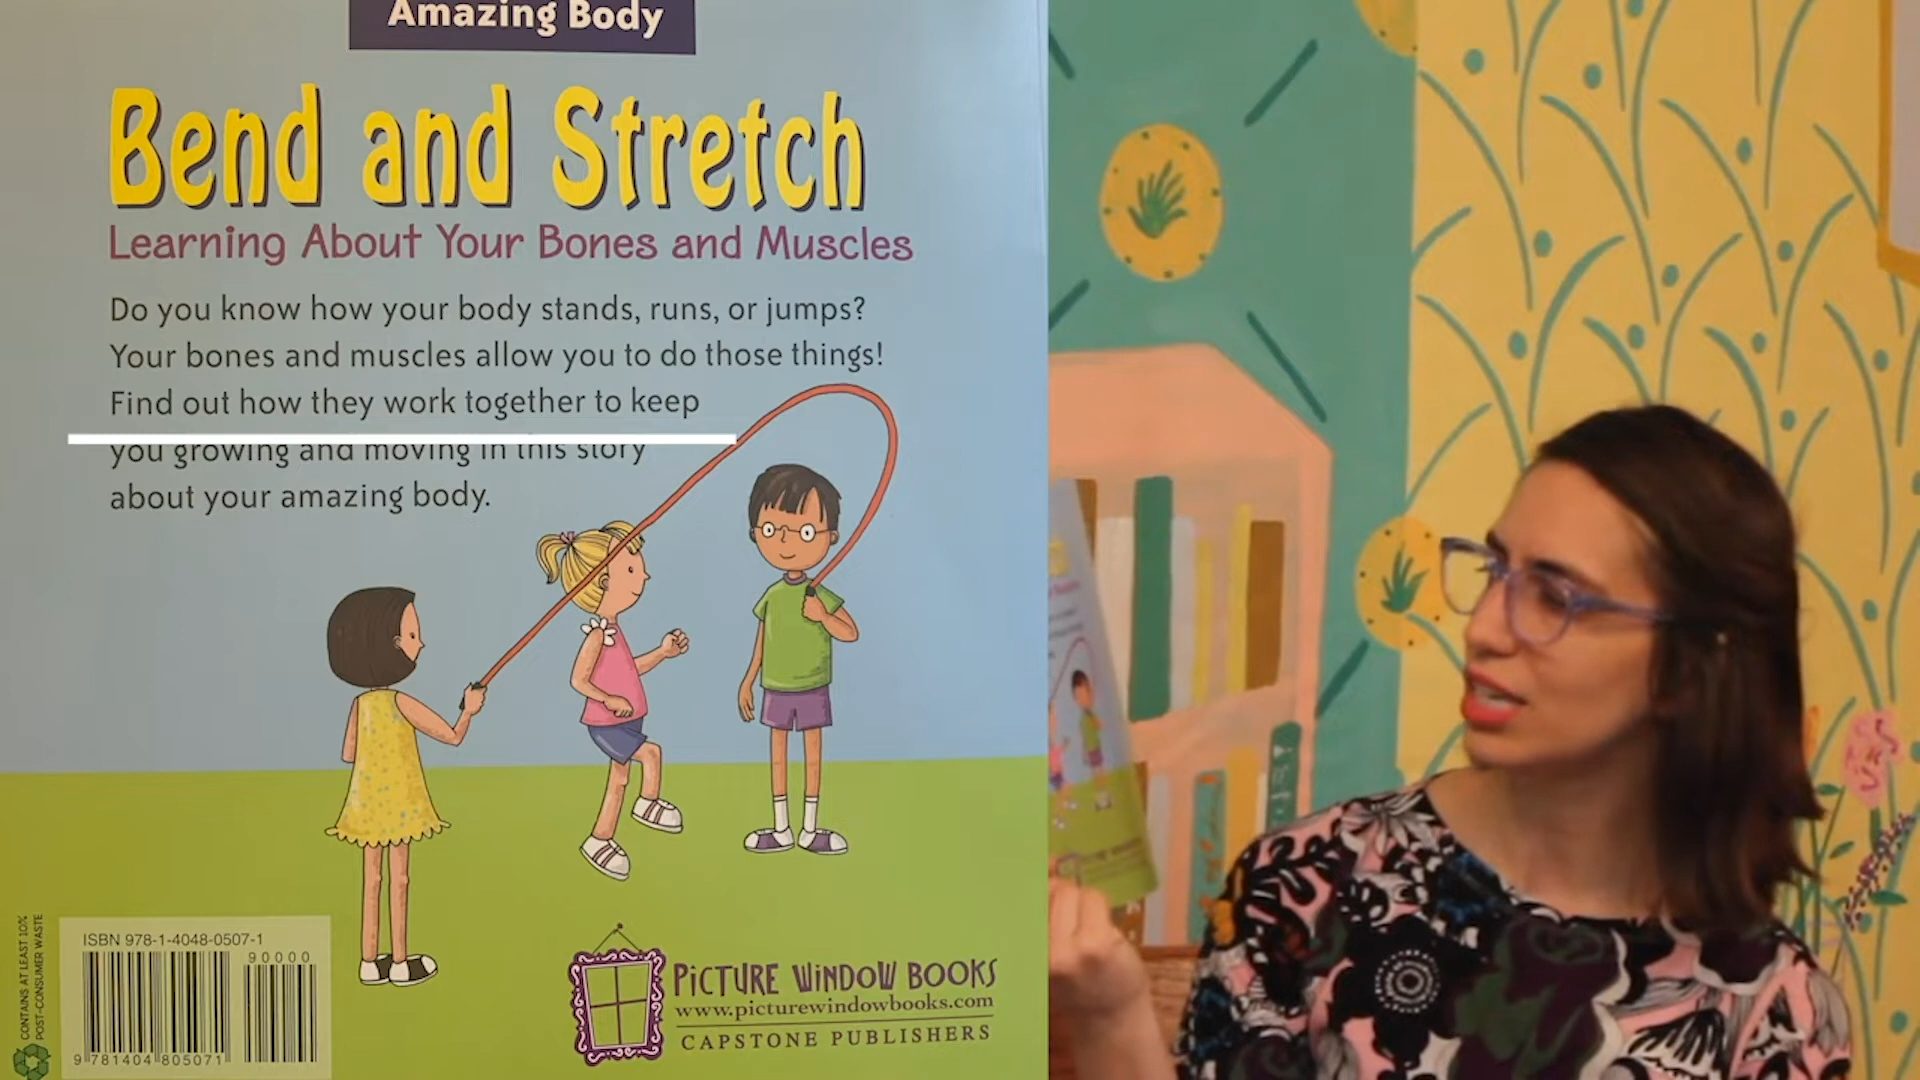 Amazing Body
Bend and Stretch
Learning About Your Bones and Muscles
Do you know how your body stands, runs, or jumps?
Your bones and muscles allow you to do those things!
Find out how they work together to keep
you growing and moving in this story
about your amazing body.
CONTAINS AT LEAST 10%
POST-CONSUMER WASTE
ISBN 978-1-4048-0507-1
90000
9 781404 805071
PICTURE WINDOW BOOKS
www.picturewindowbooks.com
CAPSTONE PUBLISHERS